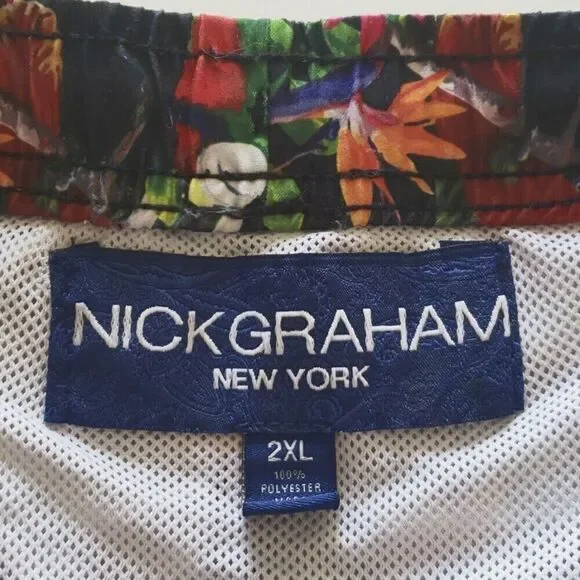 NICKGRAHAM
NEW YORK
2XL
100%
POLYESTER